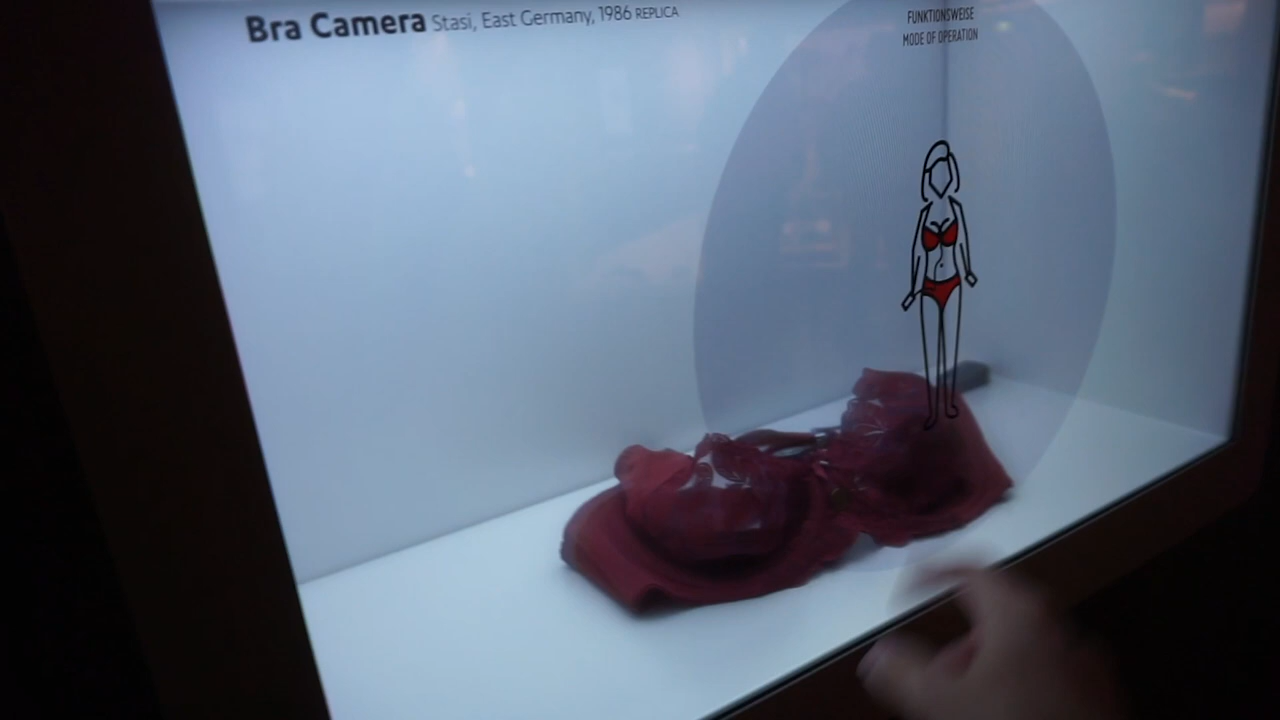 Bra Camera Stasi, East Germany, 1986 REPLICA
FUNKTIONSWEISE
MODE OF OPERATION